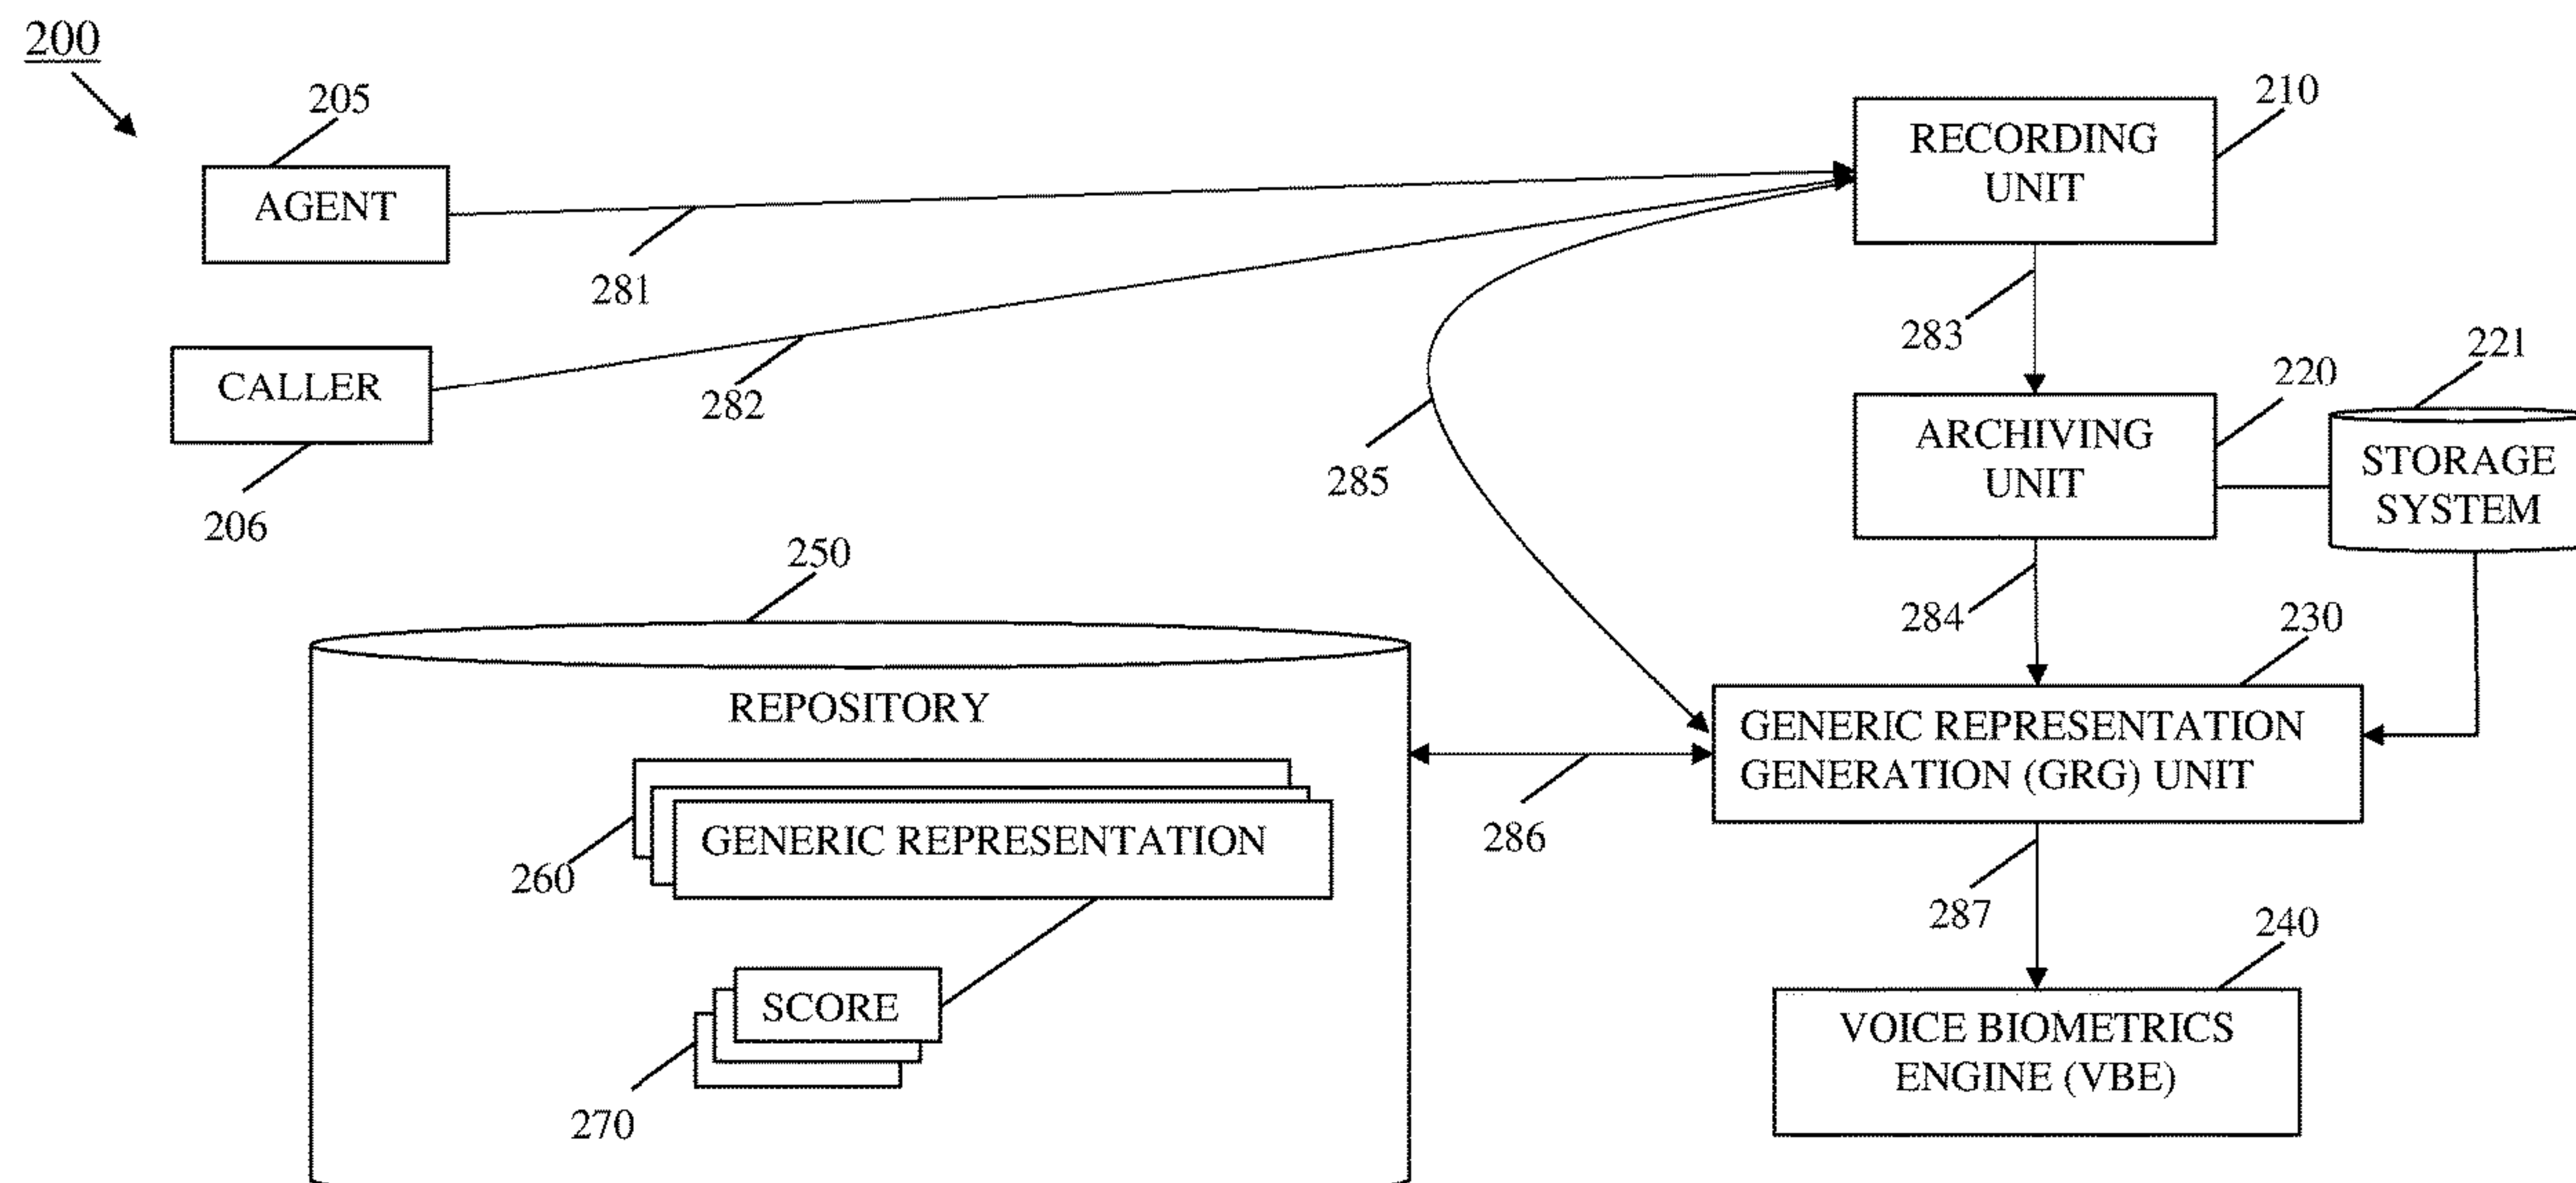 200
205
AGENT
281
CALLER
206
282
RECORDING
UNIT
210
283
285
ARCHIVING
UNIT
220
221
STORAGE
SYSTEM
284
230
GENERIC REPRESENTATION
GENERATION (GRG) UNIT
286
287
240
VOICE BIOMETRICS
ENGINE (VBE)
250
REPOSITORY
GENERIC REPRESENTATION
260
SCORE
270